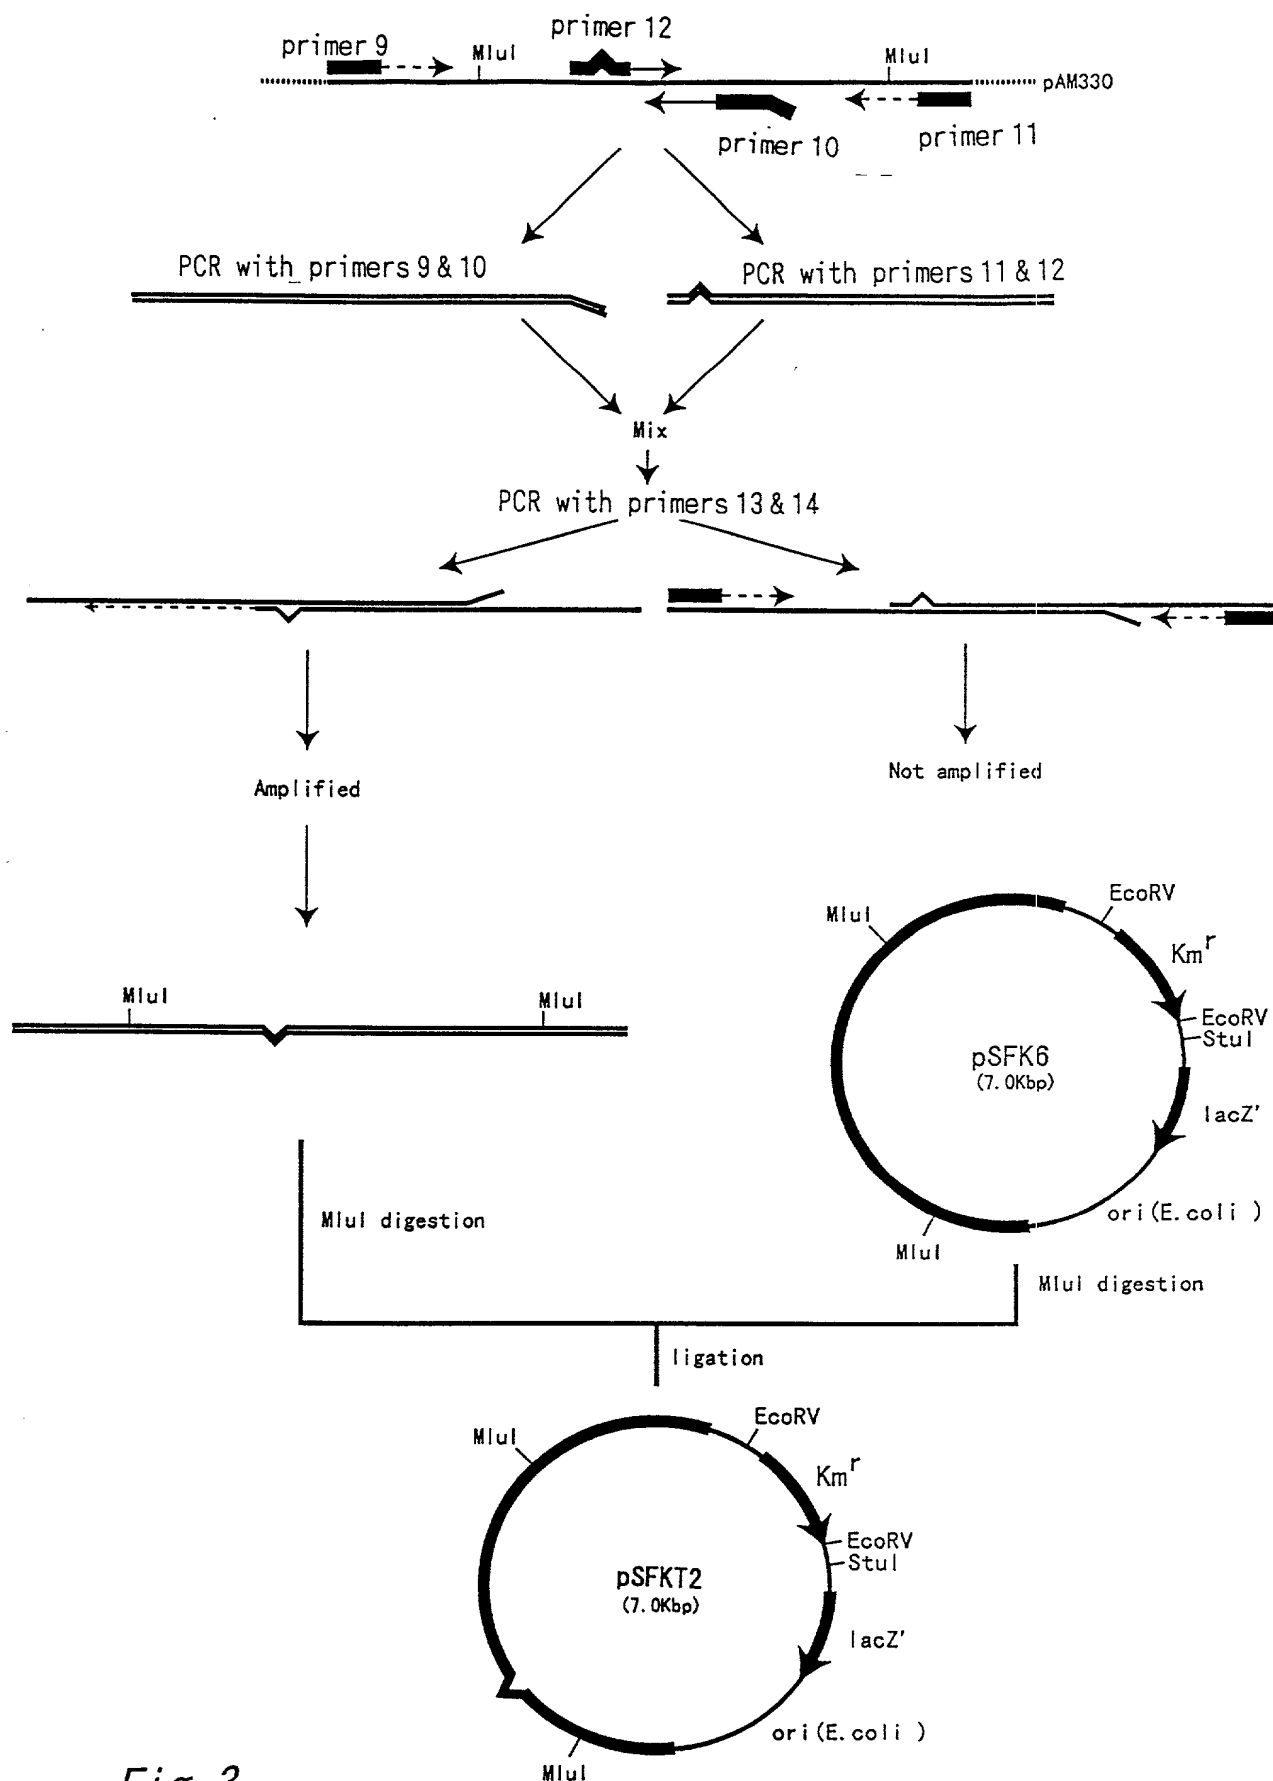 primer 9
MluI
primer 12
MluI
pAM330
primer 10
primer 11
PCR with primers 9 & 10
PCR with primers 11 & 12
Mix
PCR with primers 13 & 14
Amplified
Not amplified
MluI
MluI
MluI
EcoRV
Kmʳ
EcoRV
StuI
pSFK6
(7.0Kbp)
lacZ'
ori(E.coli )
MluI
MluI digestion
MluI digestion
ligation
MluI
EcoRV
Kmʳ
EcoRV
StuI
pSFKT2
(7.0Kbp)
lacZ'
ori(E.coli )
MluI